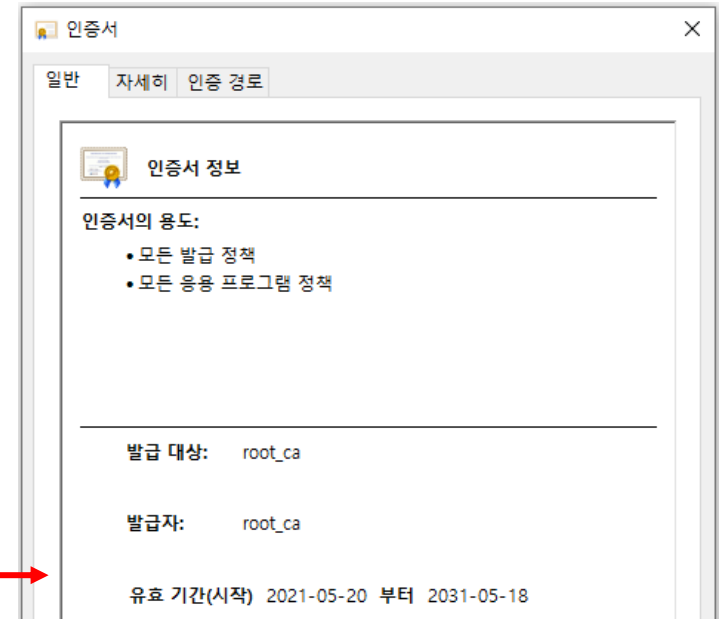 인증서
일반 자세히 인증 경로
인증서 정보
인증서의 용도:
• 모든 발급 정책
• 모든 응용 프로그램 정책
발급 대상: root_ca
발급자: root_ca
유효 기간(시작) 2021-05-20 부터 2031-05-18